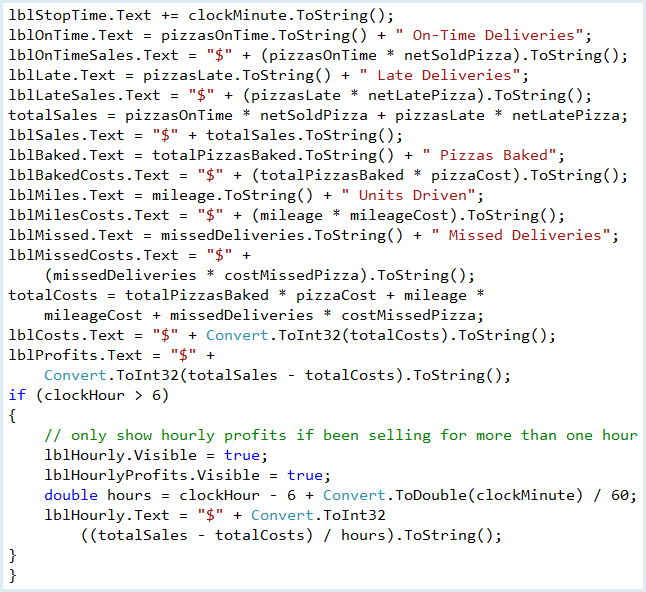 lblStopTime.Text += clockMinute.ToString();
lblOnTime.Text = pizzasOnTime.ToString() + " On-Time Deliveries";
lblOnTimeSales.Text = "$" + (pizzasOnTime * netSoldPizza).ToString();
lblLate.Text = pizzasLate.ToString() + " Late Deliveries";
lblLateSales.Text = "$" + (pizzasLate * netLatePizza).ToString();
totalSales = pizzasOnTime * netSoldPizza + pizzasLate * netLatePizza;
lblSales.Text = "$" + totalSales.ToString();
lblBaked.Text = totalPizzasBaked.ToString() + " Pizzas Baked";
lblBakedCosts.Text = "$" + (totalPizzasBaked * pizzaCost).ToString();
lblMiles.Text = mileage.ToString() + " Units Driven";
lblMilesCosts.Text = "$" + (mileage * mileageCost).ToString();
lblMissed.Text = missedDeliveries.ToString() + " Missed Deliveries";
lblMissedCosts.Text = "$" +
    (missedDeliveries * costMissedPizza).ToString();
totalCosts = totalPizzasBaked * pizzaCost + mileage *
    mileageCost + missedDeliveries * costMissedPizza;
lblCosts.Text = "$" + Convert.ToInt32(totalCosts).ToString();
lblProfits.Text = "$" +
    Convert.ToInt32(totalSales - totalCosts).ToString();
if (clockHour > 6)
{
    // only show hourly profits if been selling for more than one hour
    lblHourly.Visible = true;
    lblHourlyProfits.Visible = true;
    double hours = clockHour - 6 + Convert.ToDouble(clockMinute) / 60;
    lblHourly.Text = "$" + Convert.ToInt32
        ((totalSales - totalCosts) / hours).ToString();
}
}